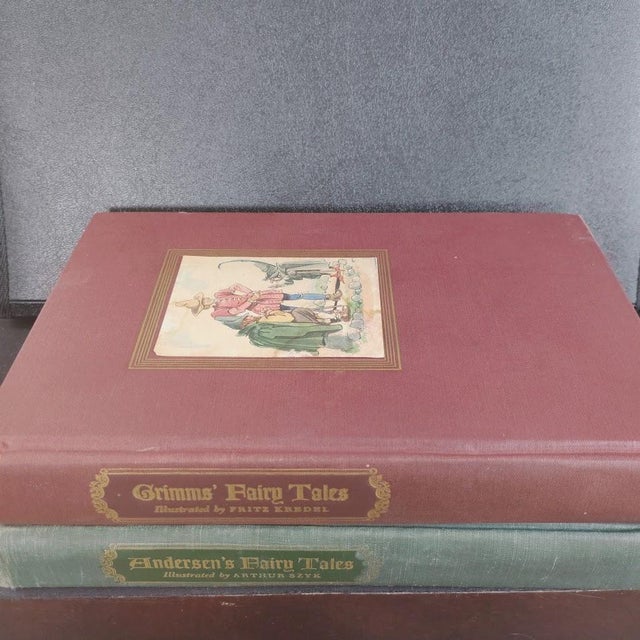 Grimms' Fairy Tales
Illustrated by FRITZ KREDEL
Andersen's Fairy Tales
Illustrated by ARTHUR SZYK